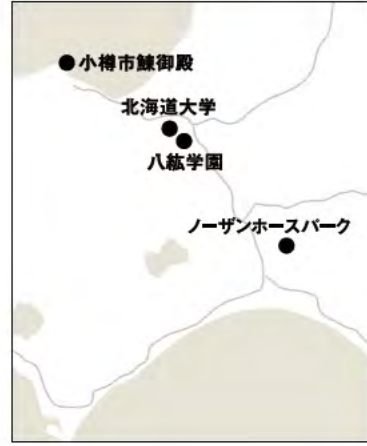 小樽市鰊御殿
北海道大学
八紘学園
ノーザンホースパーク